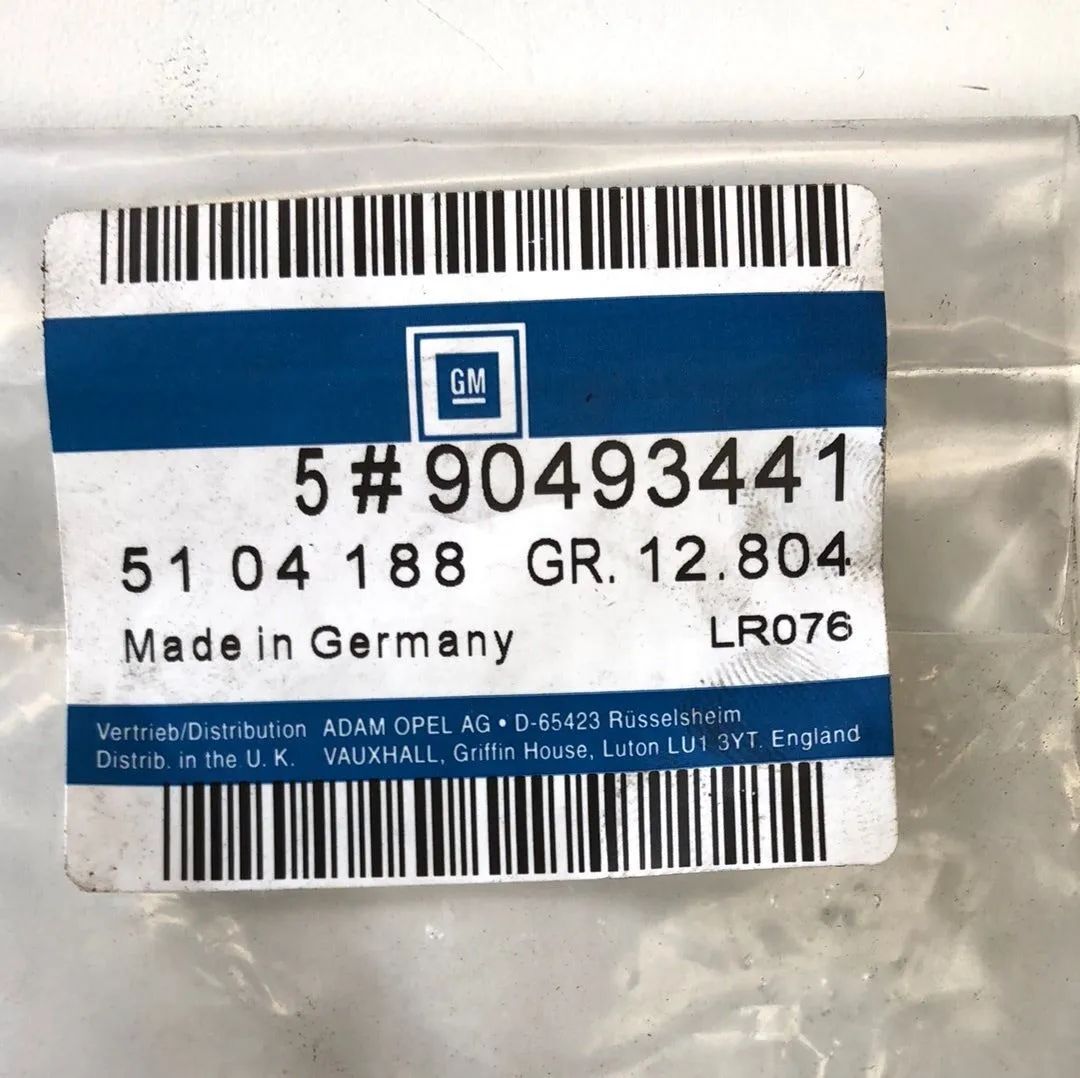 GM
5#90493441
51 04 188 GR. 12.804
Made in Germany LR076
Vertrieb/Distribution ADAM OPEL AG • D-65423 Rüsselsheim
Distrib. in the U. K. VAUXHALL, Griffin House, Luton LU1 3YT. England